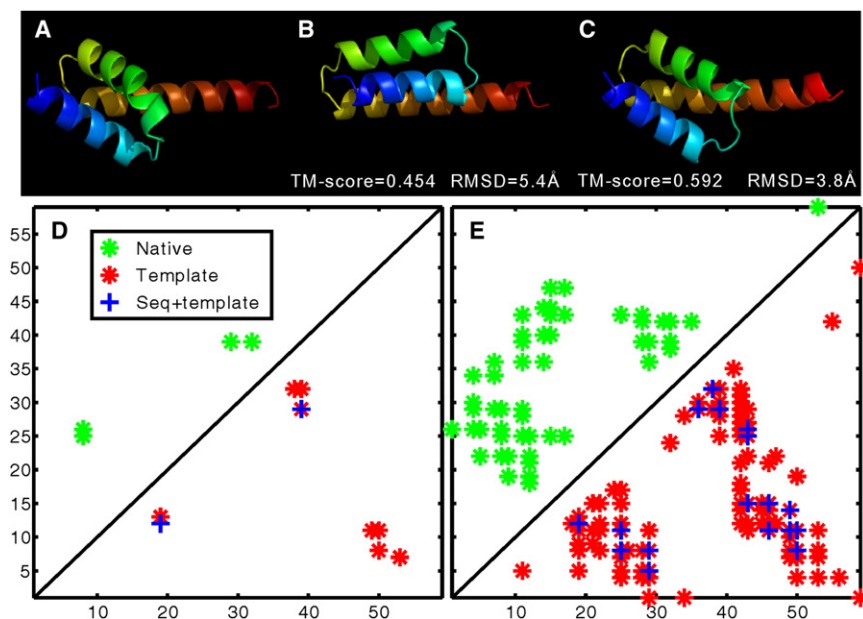 A B C
TM-score=0.454 RMSD=5.4Å TM-score=0.592 RMSD=3.8Å
D E
Native
Template
Seq+template
55
50
45
40
35
30
25
20
15
10
5
10 20 30 40 50 10 20 30 40 50